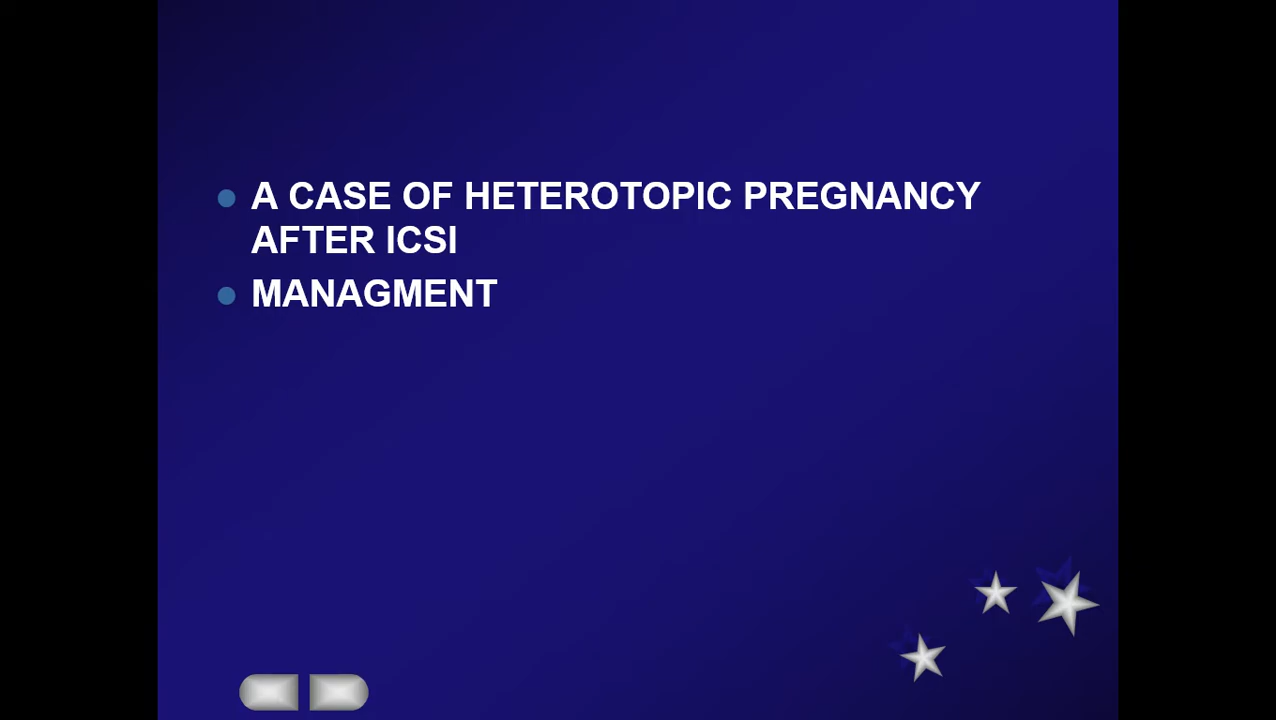 A CASE OF HETEROTOPIC PREGNANCY
AFTER ICSI
MANAGMENT